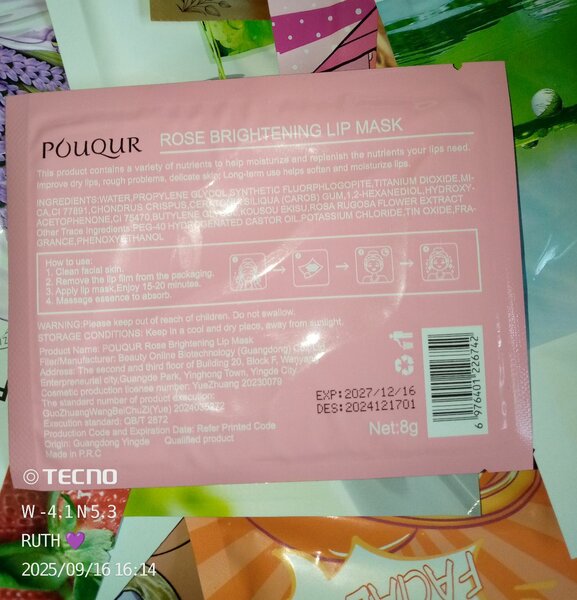 POUQUR
ROSE BRIGHTENING LIP MASK
This product contains a variety of nutrients to help moisturize and replenish the nutrients your lips need.
improve dry lips, rough problems, delicate skin; Long-term use helps soften and moisturize lips.
INGREDIENTS:WATER,PROPYLENE GLYCOL,SYNTHETIC FLUORPHLOGOPITE,TITANIUM DIOXIDE,MI-
CA,CI 77891,CHONDRUS CRISPUS,CERATONIA SILIQUA (CAROB) GUM,1,2-HEXANEDIOL,HYDROXY-
ACETOPHENONE,CI 75470,BUTYLENE GLYCOL,KOUSOU EKISU,ROSA RUGOSA FLOWER EXTRACT
Other Trace Ingredients:PEG-40 HYDROGENATED CASTOR OIL,POTASSIUM CHLORIDE,TIN OXIDE,FRA-
GRANCE,PHENOXYETHANOL
How to use:
1. Clean facial skin.
2. Remove the lip film from the packaging.
3. Apply lip mask,Enjoy 15-20 minutes.
4. Massage essence to absorb.
WARNING:Please keep out of reach of children. Do not swallow.
STORAGE CONDITIONS: Keep in a cool and dry place, away from sunlight.
Product Name: POUQUR Rose Brightening Lip Mask
Filer/Manufacturer: Beauty Online Biotechnology (Guangdong)
Address: The second and third floor of Building 20, Block F, Wanyang
Enterpreneurial city,Guangde Park, Yinghong Town, Yingde City
Cosmetic production license number: YueZhuang 20230079
The standard number of product execution:
GuoZhuangWangBeiChuZi(Yue) 2024035272
Execution standard: QB/T 2872
Production Code and Expiration Date: Refer Printed Code
Origin: Guangdong Yingde Qualified product
Made in P.R.C
EXP:2027/12/16
DES:2024121701
Net:8g
6 976401 226742
FACIAL
TECNO
W -4.1 N 5.3
RUTH 💜
2025/09/16 16:14